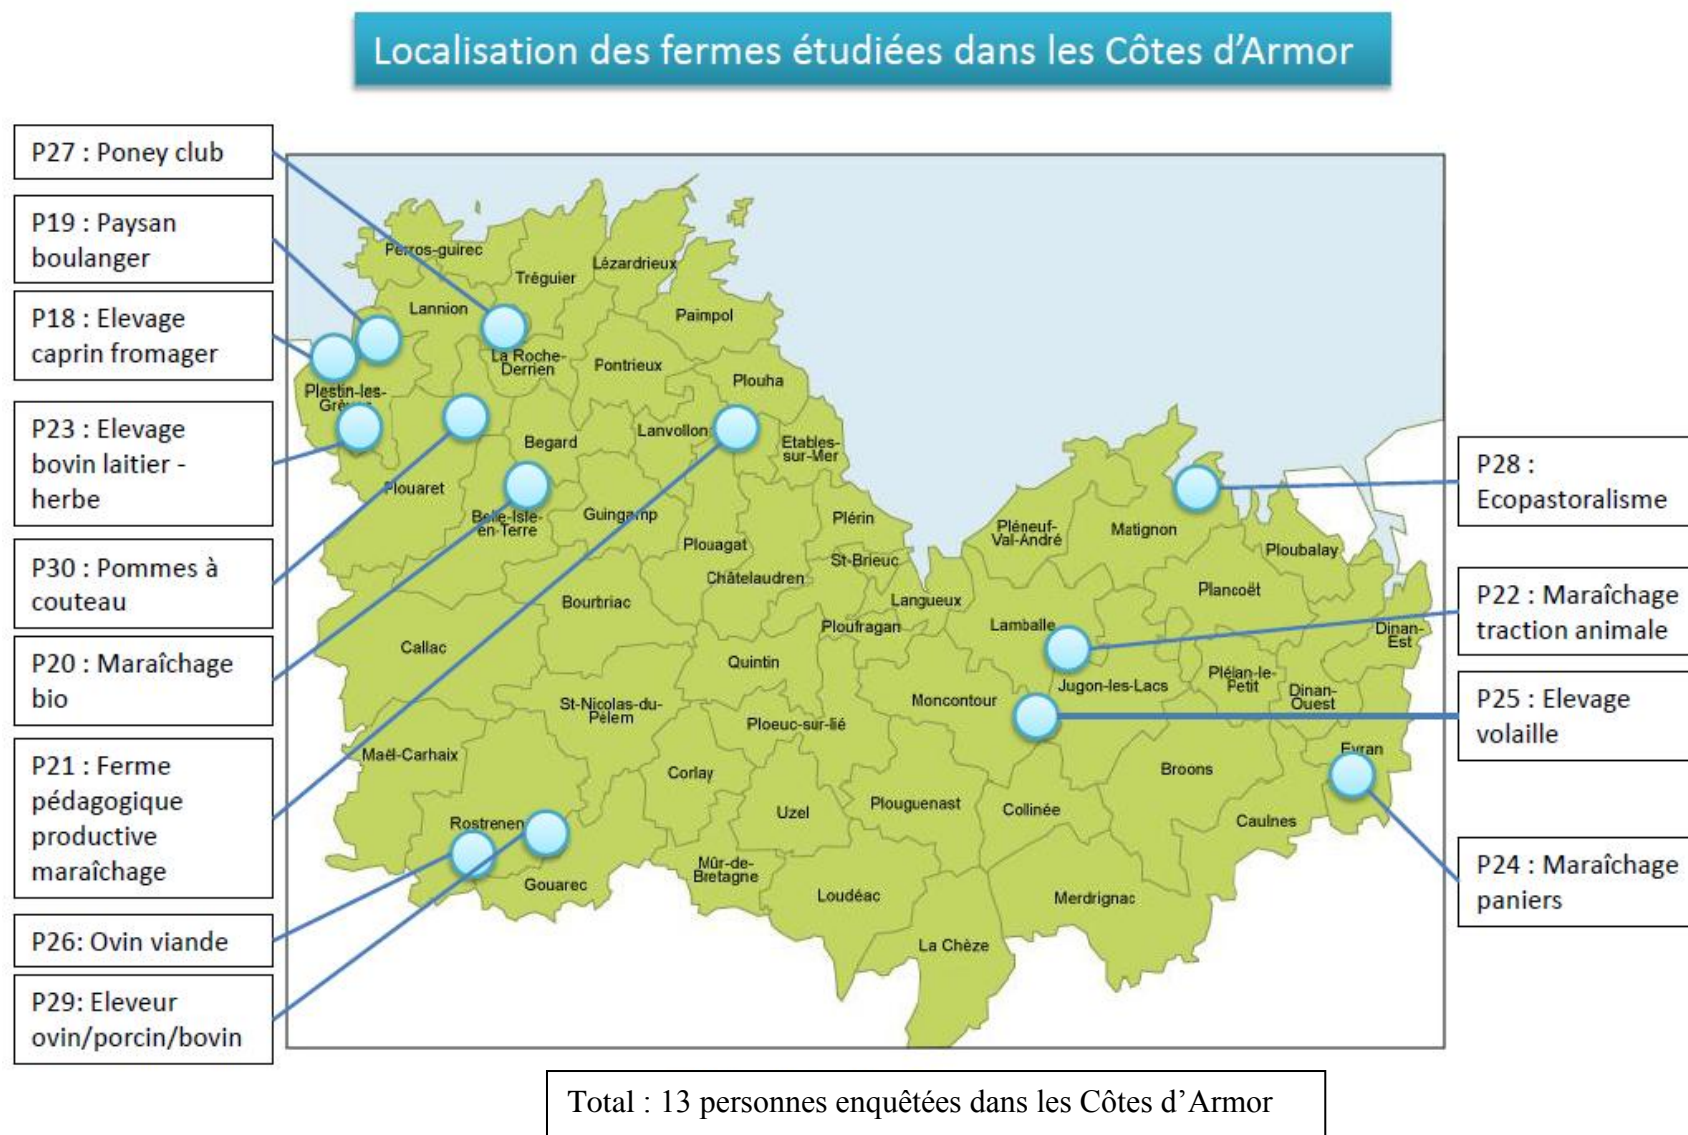 Localisation des fermes étudiées dans les Côtes d'Armor
P27 : Poney club
P19 : Paysan
boulanger
P18 : Elevage
caprin fromager
P23 : Elevage
bovin laitier -
herbe
P30 : Pommes à
couteau
P20 : Maraîchage
bio
P21 : Ferme
pédagogique
productive
maraîchage
P26: Ovin viande
P29: Eleveur
ovin/porcin/bovin
Perros-guirec
Tréguier
Lézardrieux
Lannion
Paimpol
La Roche-
Derrien
Pontrieux
Plouha
Plestin-les-
Grèves
Begard
Lanvollon
Etables-
sur-Mer
Plouaret
Belle-Isle-
en-Terre
Guingamp
Plérin
Plouagat
St-Brieuc
Châtelaudren
Langueux
Bourbriac
Ploufragan
Callac
Quintin
St-Nicolas-du-
Pélem
Moncontour
Ploeuc-sur-lié
Maël-Carhaix
Corlay
Uzel
Plouguenast
Collinée
Rostrenen
Gouarec
Mûr-de-
Bretagne
Loudéac
Merdrignac
La Chèze
Pléneuf-
Val-André
Matignon
Ploubalay
Plancoët
Lamballe
Dinan-
Est
Jugon-les-Lacs
Plélan-le-
Petit
Dinan-
Ouest
Evran
Broons
Caulnes
P28 :
Ecopastoralisme
P22 : Maraîchage
traction animale
P25 : Elevage
volaille
P24 : Maraîchage
paniers
Total : 13 personnes enquêtées dans les Côtes d'Armor